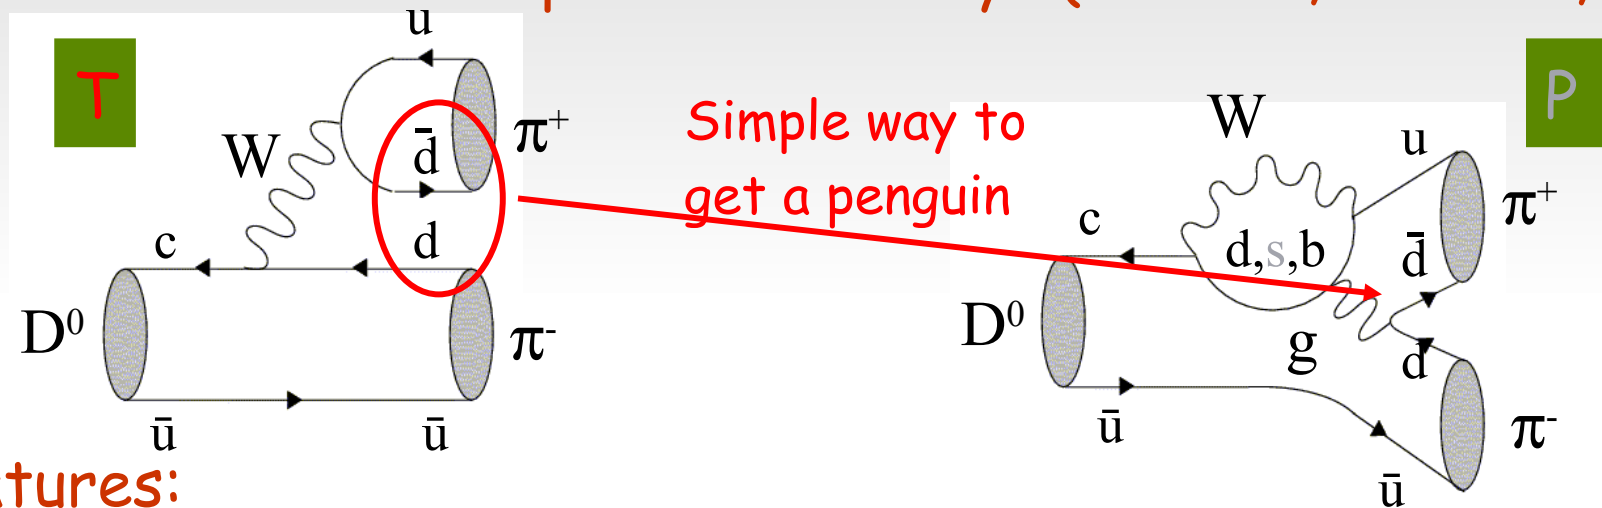 T
u
W
d̄
π⁺
c
d
D⁰
π⁻
ū
ū
Simple way to
get a penguin
P
W
u
π⁺
c
d,s,b
d̄
D⁰
g
d
ū
π⁻
ū
tures: